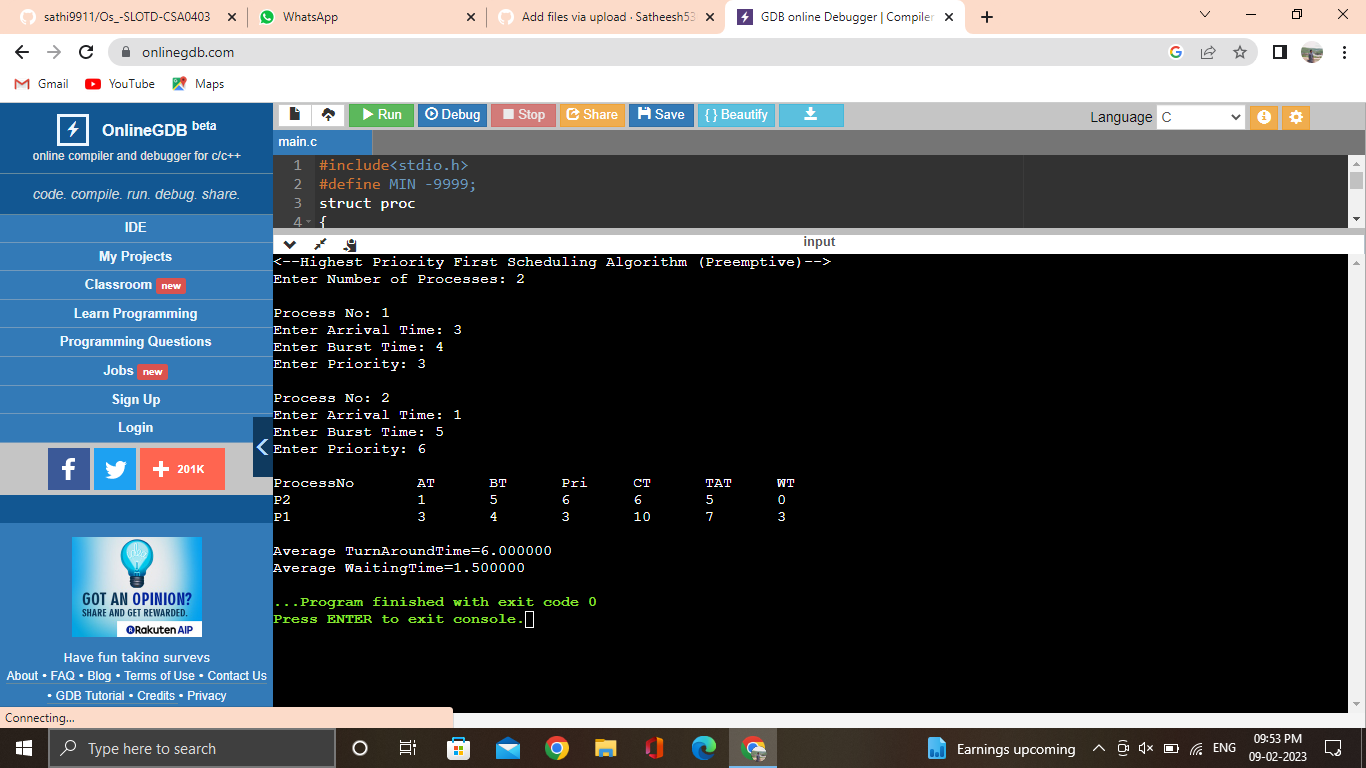 sathi9911/Os_-SLOTD-CSA0403
WhatsApp
Add files via upload · Satheesh53
GDB online Debugger | Compiler
onlinegdb.com
Gmail YouTube Maps
OnlineGDB beta
online compiler and debugger for c/c++
code. compile. run. debug. share.
IDE
My Projects
Classroom new
Learn Programming
Programming Questions
Jobs new
Sign Up
Login
f + 201K
GOT AN OPINION?
SHARE AND GET REWARDED.
Rakuten AIP
Have fun taking surveys
About • FAQ • Blog • Terms of Use • Contact Us
• GDB Tutorial • Credits • Privacy
Connecting...
Run Debug Stop Share Save { } Beautify
Language C
main.c
1 #include<stdio.h>
2 #define MIN -9999;
3 struct proc
4 {
input
<--Highest Priority First Scheduling Algorithm (Preemptive)-->
Enter Number of Processes: 2
Process No: 1
Enter Arrival Time: 3
Enter Burst Time: 4
Enter Priority: 3
Process No: 2
Enter Arrival Time: 1
Enter Burst Time: 5
Enter Priority: 6
ProcessNo AT BT Pri CT TAT WT
P2 1 5 6 6 5 0
P1 3 4 3 10 7 3
Average TurnAroundTime=6.000000
Average WaitingTime=1.500000
...Program finished with exit code 0
Press ENTER to exit console.
Type here to search
Earnings upcoming
ENG
09:53 PM
09-02-2023